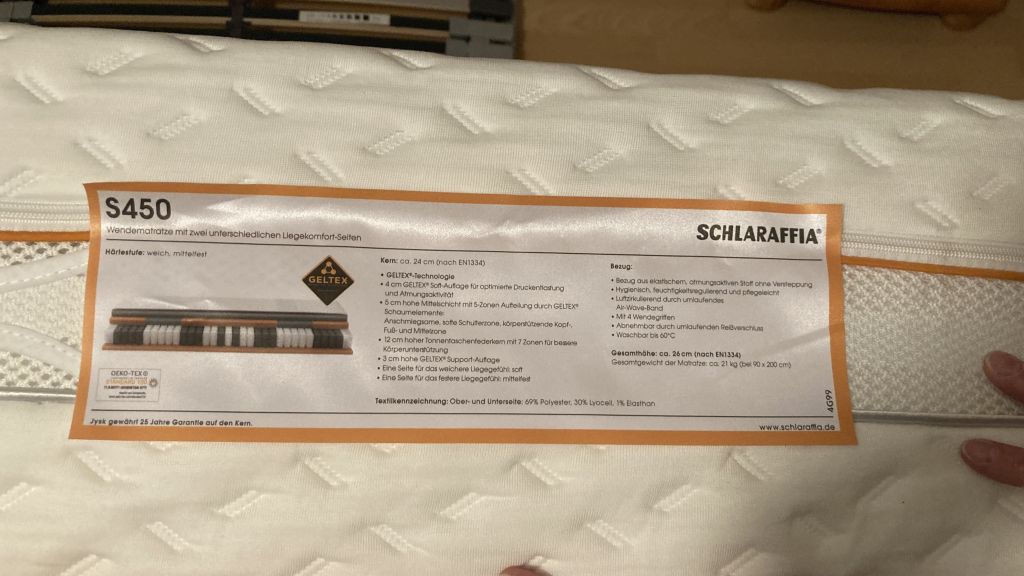 S450
Wendematratze mit zwei unterschiedlichen Liegekomfort-Seiten
SCHLARAFFIA®
Härtestufe: weich, mittelfest
GELTEX
OEKO-TEX®
STANDARD 100
Kern: ca. 24 cm (nach EN1334)
• GELTEX®-Technologie
• 4 cm GELTEX® Soft-Auflage für optimierte Druckentlastung
und Atmungsaktivität
• 5 cm hohe Mittelschicht mit 5-Zonen Aufteilung durch GELTEX®
Schaumelemente:
Anschmiegsame, softe Schulterzone, körperstützende Kopf-,
Fuß- und Mittelzone
• 12 cm hoher Tonnentaschenfederkern mit 7 Zonen für bessere
Körperunterstützung
• 3 cm hohe GELTEX® Support-Auflage
• Eine Seite für das weichere Liegegefühl: soft
• Eine Seite für das festere Liegegefühl: mittelfest
Bezug:
• Bezug aus elastischem, atmungsaktiven Stoff ohne Versteppung
• Hygienisch, feuchtigkeitsregulierend und pflegeleicht
• Luftzirkulierend durch umlaufendes
Air-Wave-Band
• Mit 4 Wendegriffen
• Abnehmbar durch umlaufenden Reißverschluss
• Waschbar bis 60°C
Gesamthöhe: ca. 26 cm (nach EN1334)
Gesamtgewicht der Matratze: ca. 21 kg (bei 90 x 200 cm)
Textilkennzeichnung: Ober- und Unterseite: 69% Polyester, 30% Lyocell, 1% Elasthan
4G99
Jysk gewährt 25 Jahre Garantie auf den Kern.
www.schlaraffia.de